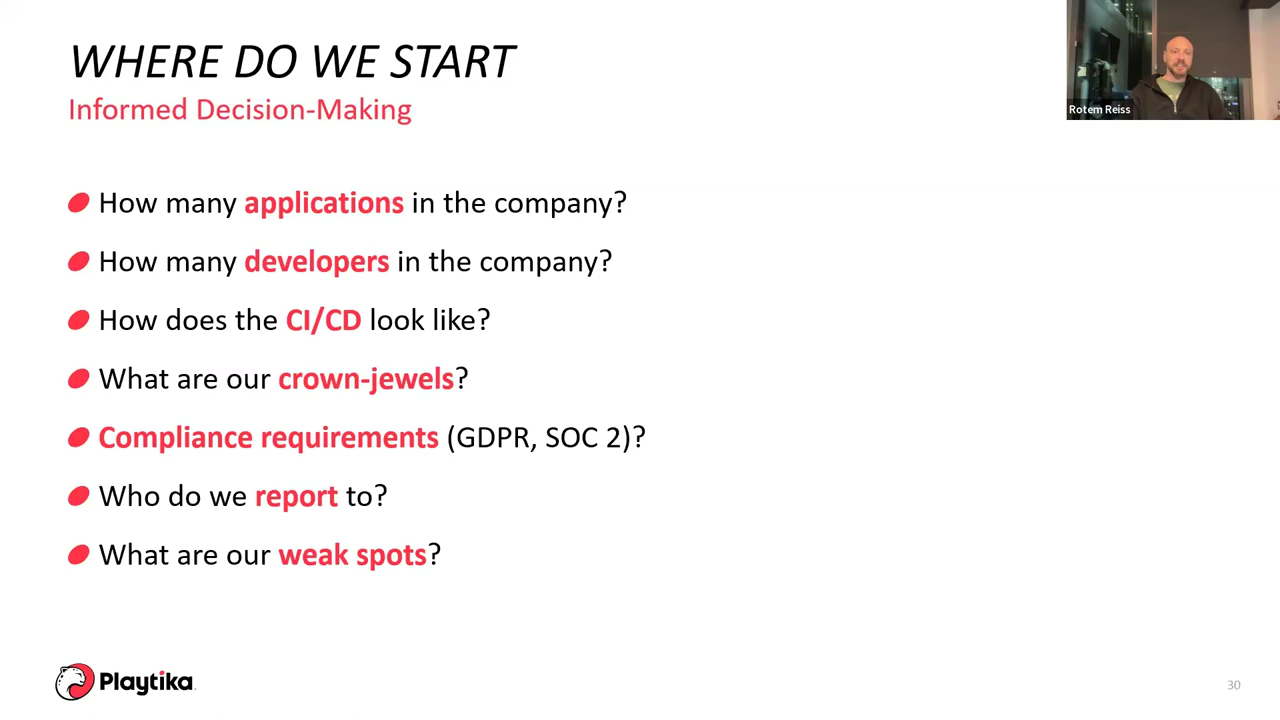 WHERE DO WE START
Informed Decision-Making
Rotem Reiss
How many applications in the company?
How many developers in the company?
How does the CI/CD look like?
What are our crown-jewels?
Compliance requirements (GDPR, SOC 2)?
Who do we report to?
What are our weak spots?
Playtika
30